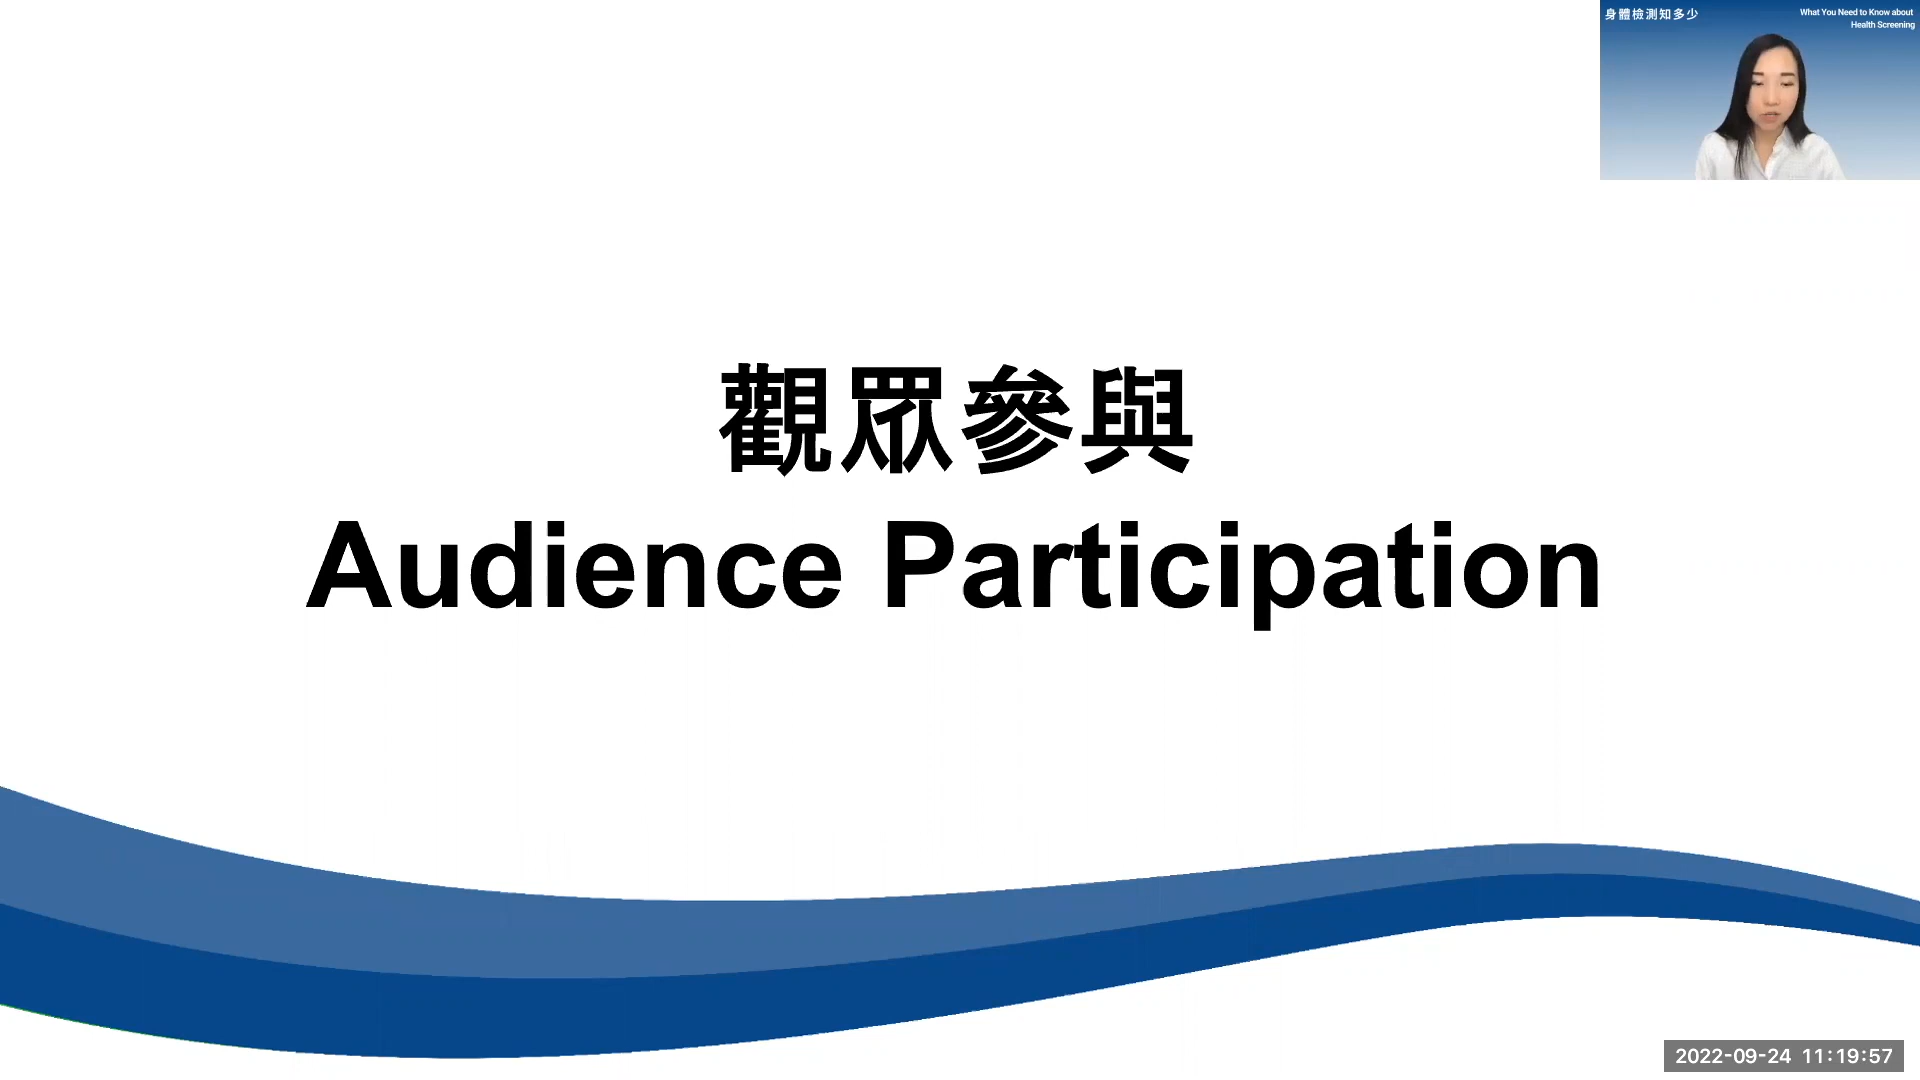 身體檢測知多少
What You Need to Know about
Health Screening
觀眾參與
Audience Participation
2022-09-24 11:19:57